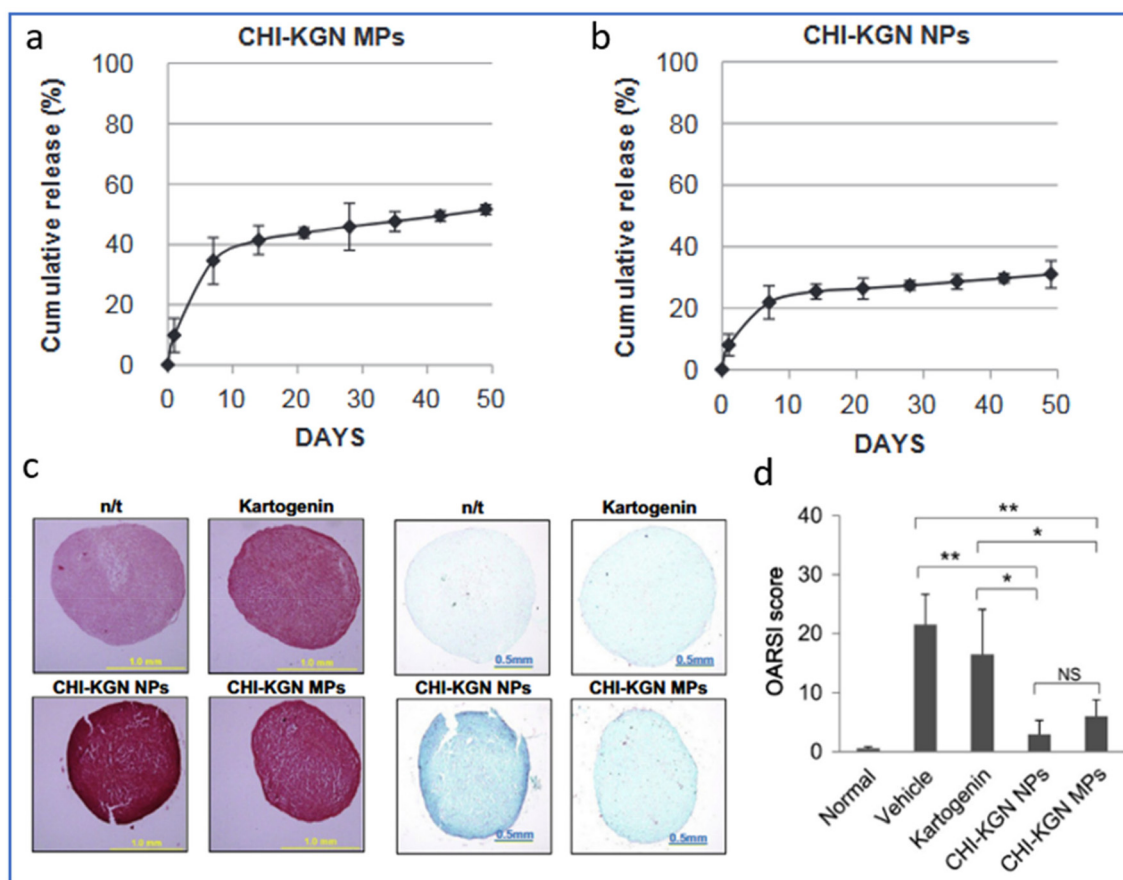 a
CHI-KGN MPs
Cumulative release (%)
100
80
60
40
20
0
0 10 20 30 40 50
DAYS
b
CHI-KGN NPs
Cumulative release (%)
100
80
60
40
20
0
0 10 20 30 40 50
DAYS
c
n/t Kartogenin
1.0 mm 1.0 mm
CHI-KGN NPs CHI-KGN MPs
1.0 mm 1.0 mm
n/t Kartogenin
0.5mm 0.5mm
CHI-KGN NPs CHI-KGN MPs
0.5mm 0.5mm
d
OARSI score
40
30
20
10
0
**
*
**
*
NS
Normal
Vehicle
Kartogenin
CHI-KGN NPs
CHI-KGN MPs